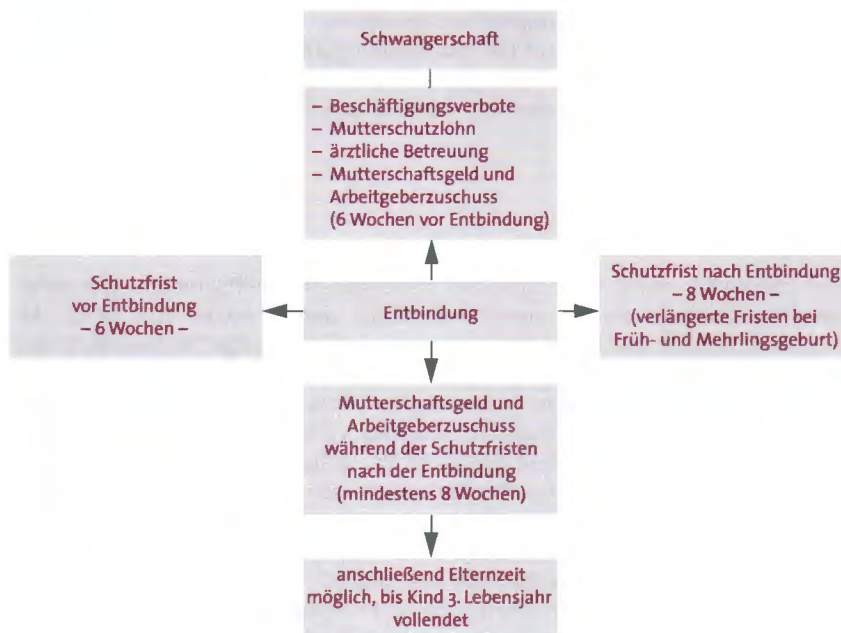 Schwangerschaft
– Beschäftigungsverbote
– Mutterschutzlohn
– ärztliche Betreuung
– Mutterschaftsgeld und
Arbeitgeberzuschuss
(6 Wochen vor Entbindung)
Schutzfrist
vor Entbindung
– 6 Wochen –
Entbindung
Schutzfrist nach Entbindung
– 8 Wochen –
(verlängerte Fristen bei
Früh- und Mehrlingsgeburt)
Mutterschaftsgeld und
Arbeitgeberzuschuss
während der Schutzfristen
nach der Entbindung
(mindestens 8 Wochen)
anschließend Elternzeit
möglich, bis Kind 3. Lebensjahr
vollendet